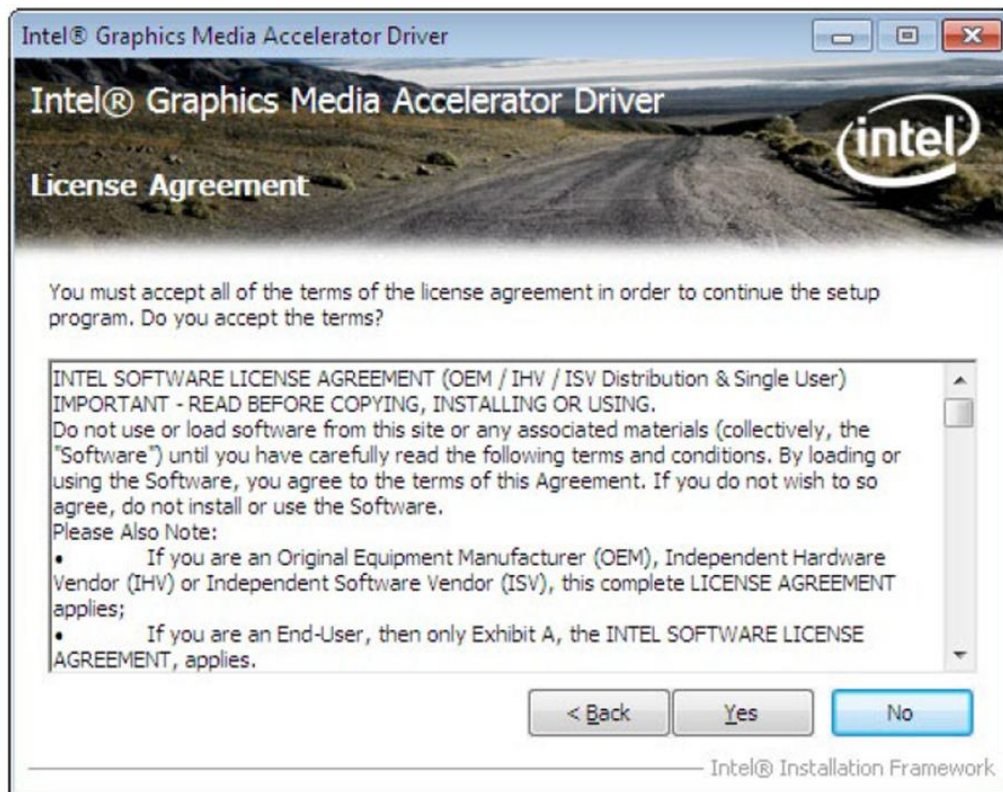 Intel® Graphics Media Accelerator Driver
Intel® Graphics Media Accelerator Driver
intel
License Agreement
You must accept all of the terms of the license agreement in order to continue the setup
program. Do you accept the terms?
INTEL SOFTWARE LICENSE AGREEMENT (OEM / IHV / ISV Distribution & Single User)
IMPORTANT - READ BEFORE COPYING, INSTALLING OR USING.
Do not use or load software from this site or any associated materials (collectively, the
"Software") until you have carefully read the following terms and conditions. By loading or
using the Software, you agree to the terms of this Agreement. If you do not wish to so
agree, do not install or use the Software.
Please Also Note:
• If you are an Original Equipment Manufacturer (OEM), Independent Hardware
Vendor (IHV) or Independent Software Vendor (ISV), this complete LICENSE AGREEMENT
applies;
• If you are an End-User, then only Exhibit A, the INTEL SOFTWARE LICENSE
AGREEMENT, applies.
< Back Yes No
Intel® Installation Framework